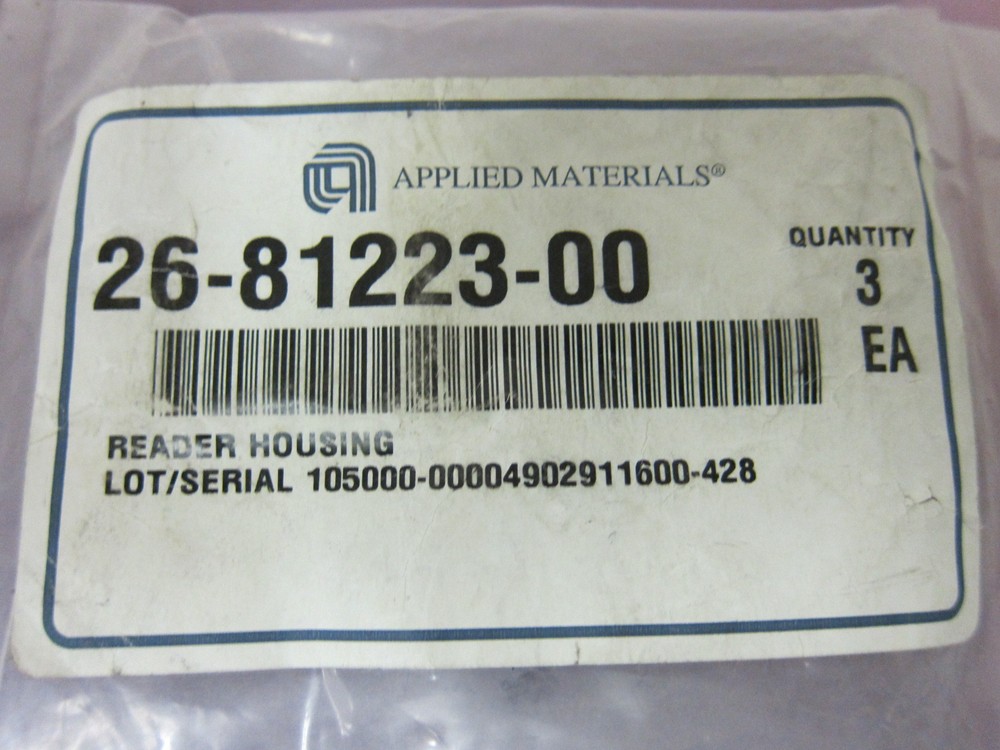 APPLIED MATERIALS®
26-81223-00
QUANTITY
3
EA
READER HOUSING
LOT/SERIAL 105000-00004902911600-428